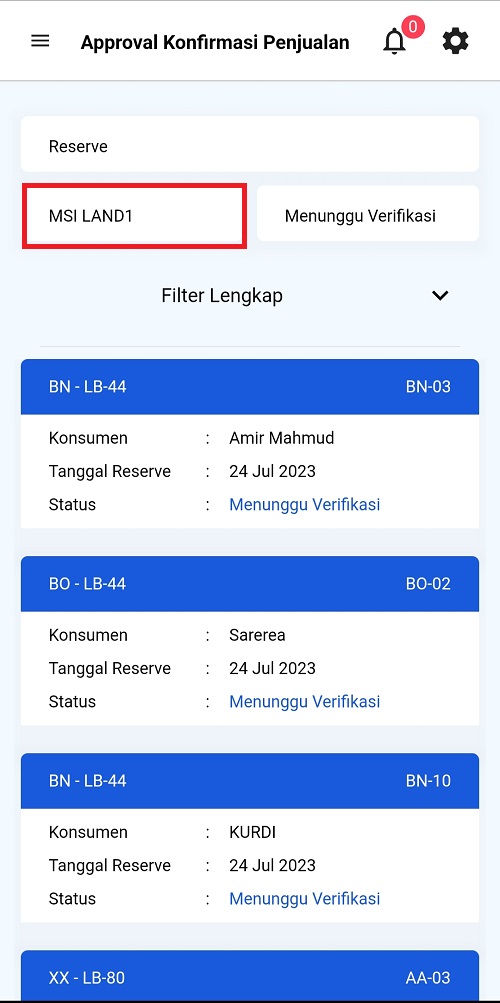 Approval Konfirmasi Penjualan 0
Reserve
MSI LAND1 Menunggu Verifikasi
Filter Lengkap
BN - LB-44 BN-03
Konsumen : Amir Mahmud
Tanggal Reserve : 24 Jul 2023
Status : Menunggu Verifikasi
BO - LB-44 BO-02
Konsumen : Sarerea
Tanggal Reserve : 24 Jul 2023
Status : Menunggu Verifikasi
BN - LB-44 BN-10
Konsumen : KURDI
Tanggal Reserve : 24 Jul 2023
Status : Menunggu Verifikasi
XX - LB-80 AA-03